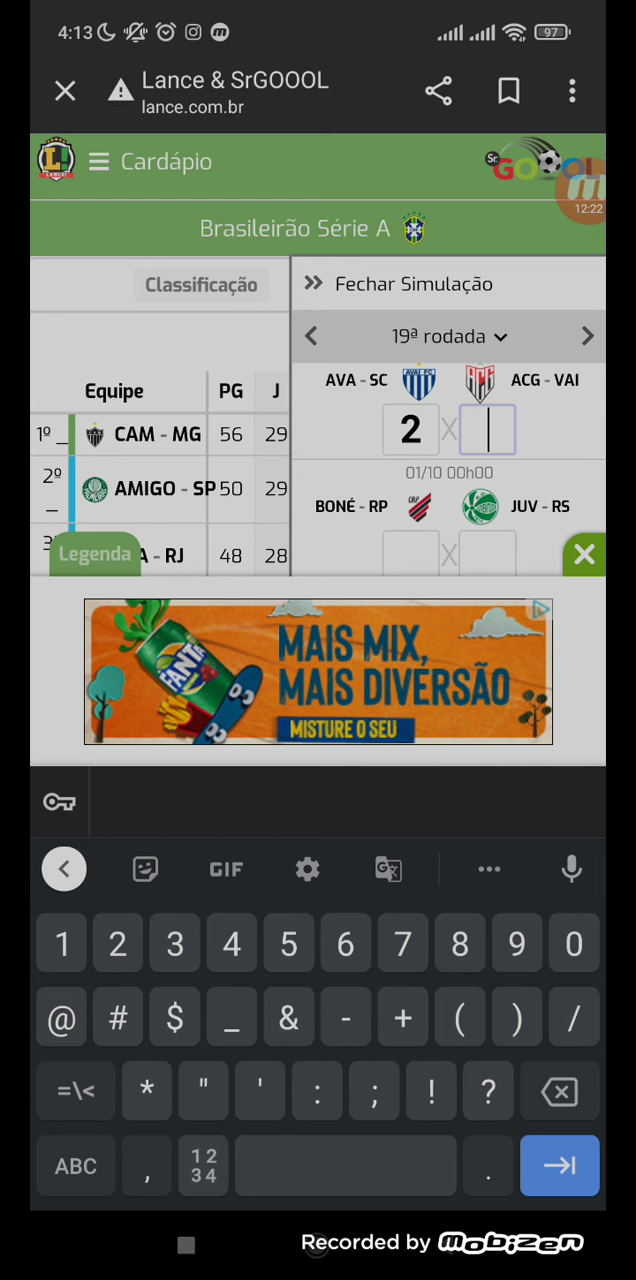 4:13
97
Lance & SrGOOOL
lance.com.br
Cardápio
Sr.
12:22
Brasileirão Série A
Classificação
Fechar Simulação
19ª rodada
Equipe PG J
AVA - SC ACG - VAI
2 X
1º _ CAM - MG 56 29
2º _ AMIGO - SP 50 29
01/10 00h00
BONÉ - RP JUV - RS
- RJ 48 28
X
Legenda
FANTA
MAIS MIX,
MAIS DIVERSÃO
MISTURE O SEU
GIF
1 2 3 4 5 6 7 8 9 0
@ # $ _ & - + ( ) /
=\< * " ' : ; ! ?
ABC , 1 2 3 4 .
Recorded by Mobizen